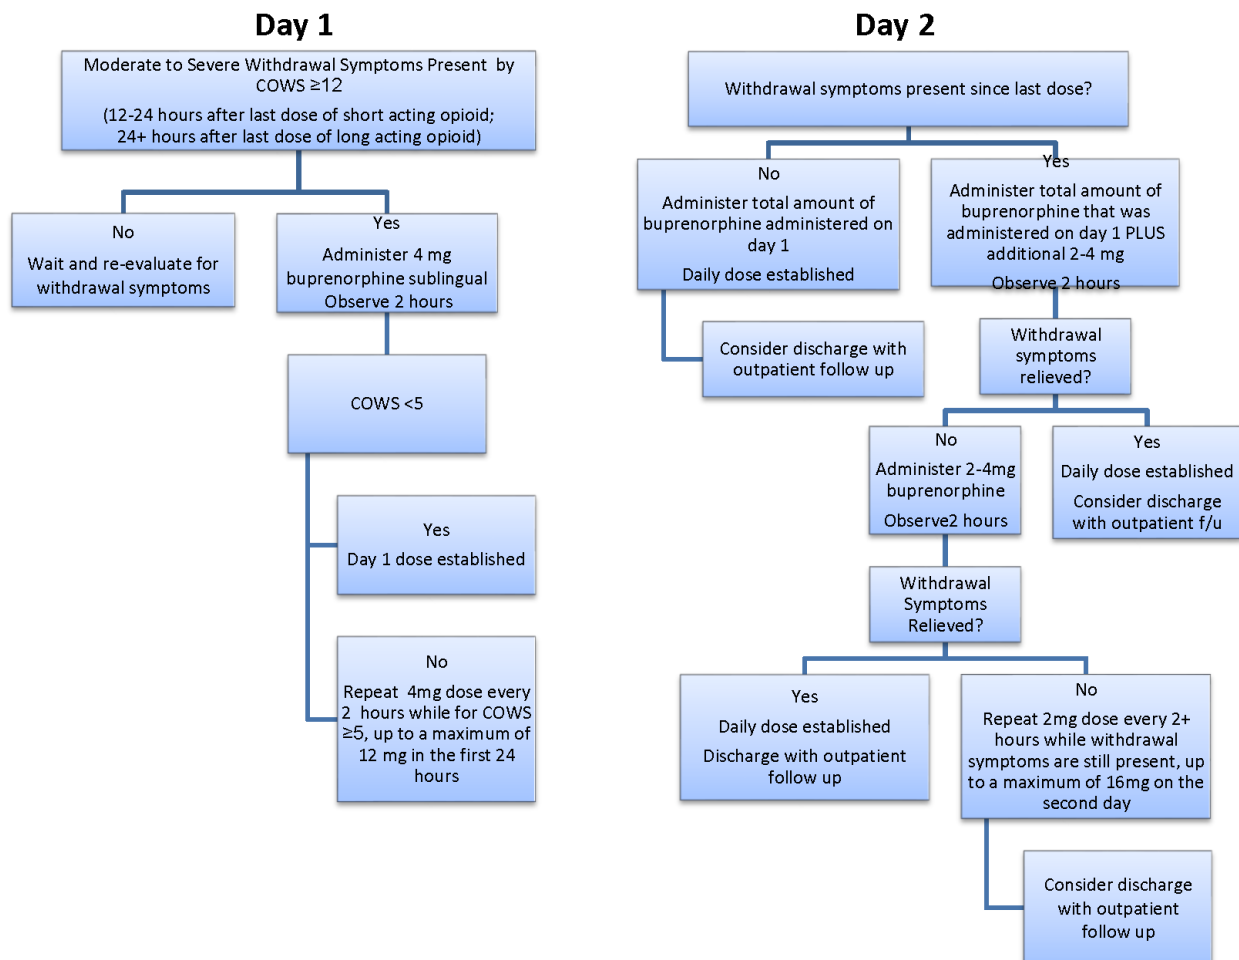 Day 1
Moderate to Severe Withdrawal Symptoms Present by
COWS ≥12
(12-24 hours after last dose of short acting opioid;
24+ hours after last dose of long acting opioid)
No
Wait and re-evaluate for
withdrawal symptoms
Yes
Administer 4 mg
buprenorphine sublingual
Observe 2 hours
COWS <5
Yes
Day 1 dose established
No
Repeat 4mg dose every
2 hours while for COWS
≥5, up to a maximum of
12 mg in the first 24
hours
Day 2
Withdrawal symptoms present since last dose?
No
Administer total amount of
buprenorphine administered on
day 1
Daily dose established
Consider discharge with
outpatient follow up
Yes
Administer total amount of
buprenorphine that was
administered on day 1 PLUS
additional 2-4 mg
Observe 2 hours
Withdrawal
symptoms
relieved?
No
Administer 2-4mg
buprenorphine
Observe2 hours
Yes
Daily dose established
Consider discharge
with outpatient f/u
Withdrawal
Symptoms
Relieved?
Yes
Daily dose established
Discharge with outpatient
follow up
No
Repeat 2mg dose every 2+
hours while withdrawal
symptoms are still present, up
to a maximum of 16mg on the
second day
Consider discharge
with outpatient
follow up